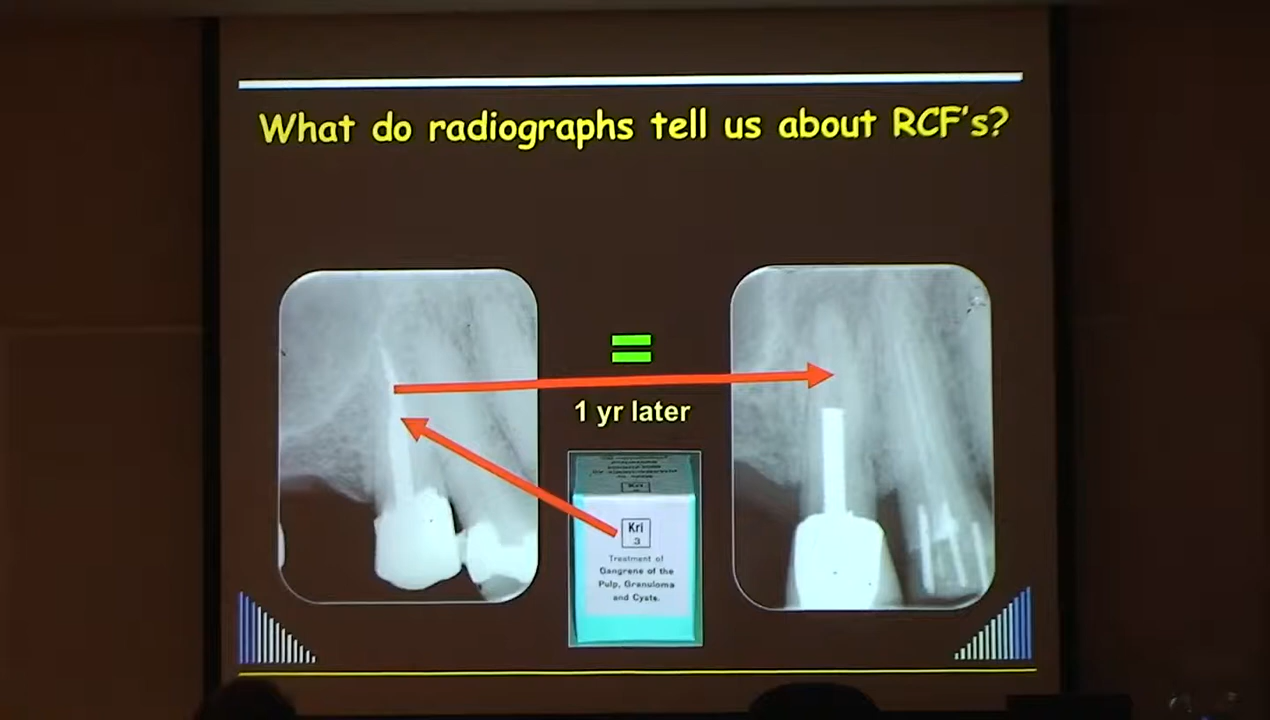 What do radiographs tell us about RCF's?
1 yr later
Kri
3
Treatment of
Gangrene of the
Pulp, Granuloma
and Cysts.